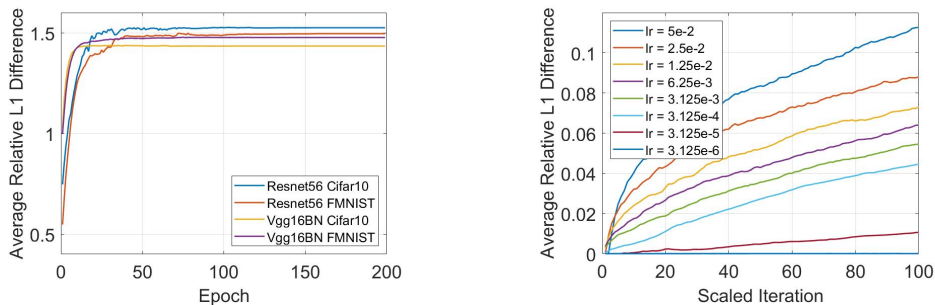 Average Relative L1 Difference
1.5
1
0.5
0
50
100
150
200
Epoch
Resnet56 Cifar10
Resnet56 FMNIST
Vgg16BN Cifar10
Vgg16BN FMNIST
Average Relative L1 Difference
0.1
0.08
0.06
0.04
0.02
0
0
20
40
60
80
100
Scaled Iteration
lr = 5e-2
lr = 2.5e-2
lr = 1.25e-2
lr = 6.25e-3
lr = 3.125e-3
lr = 3.125e-4
lr = 3.125e-5
lr = 3.125e-6